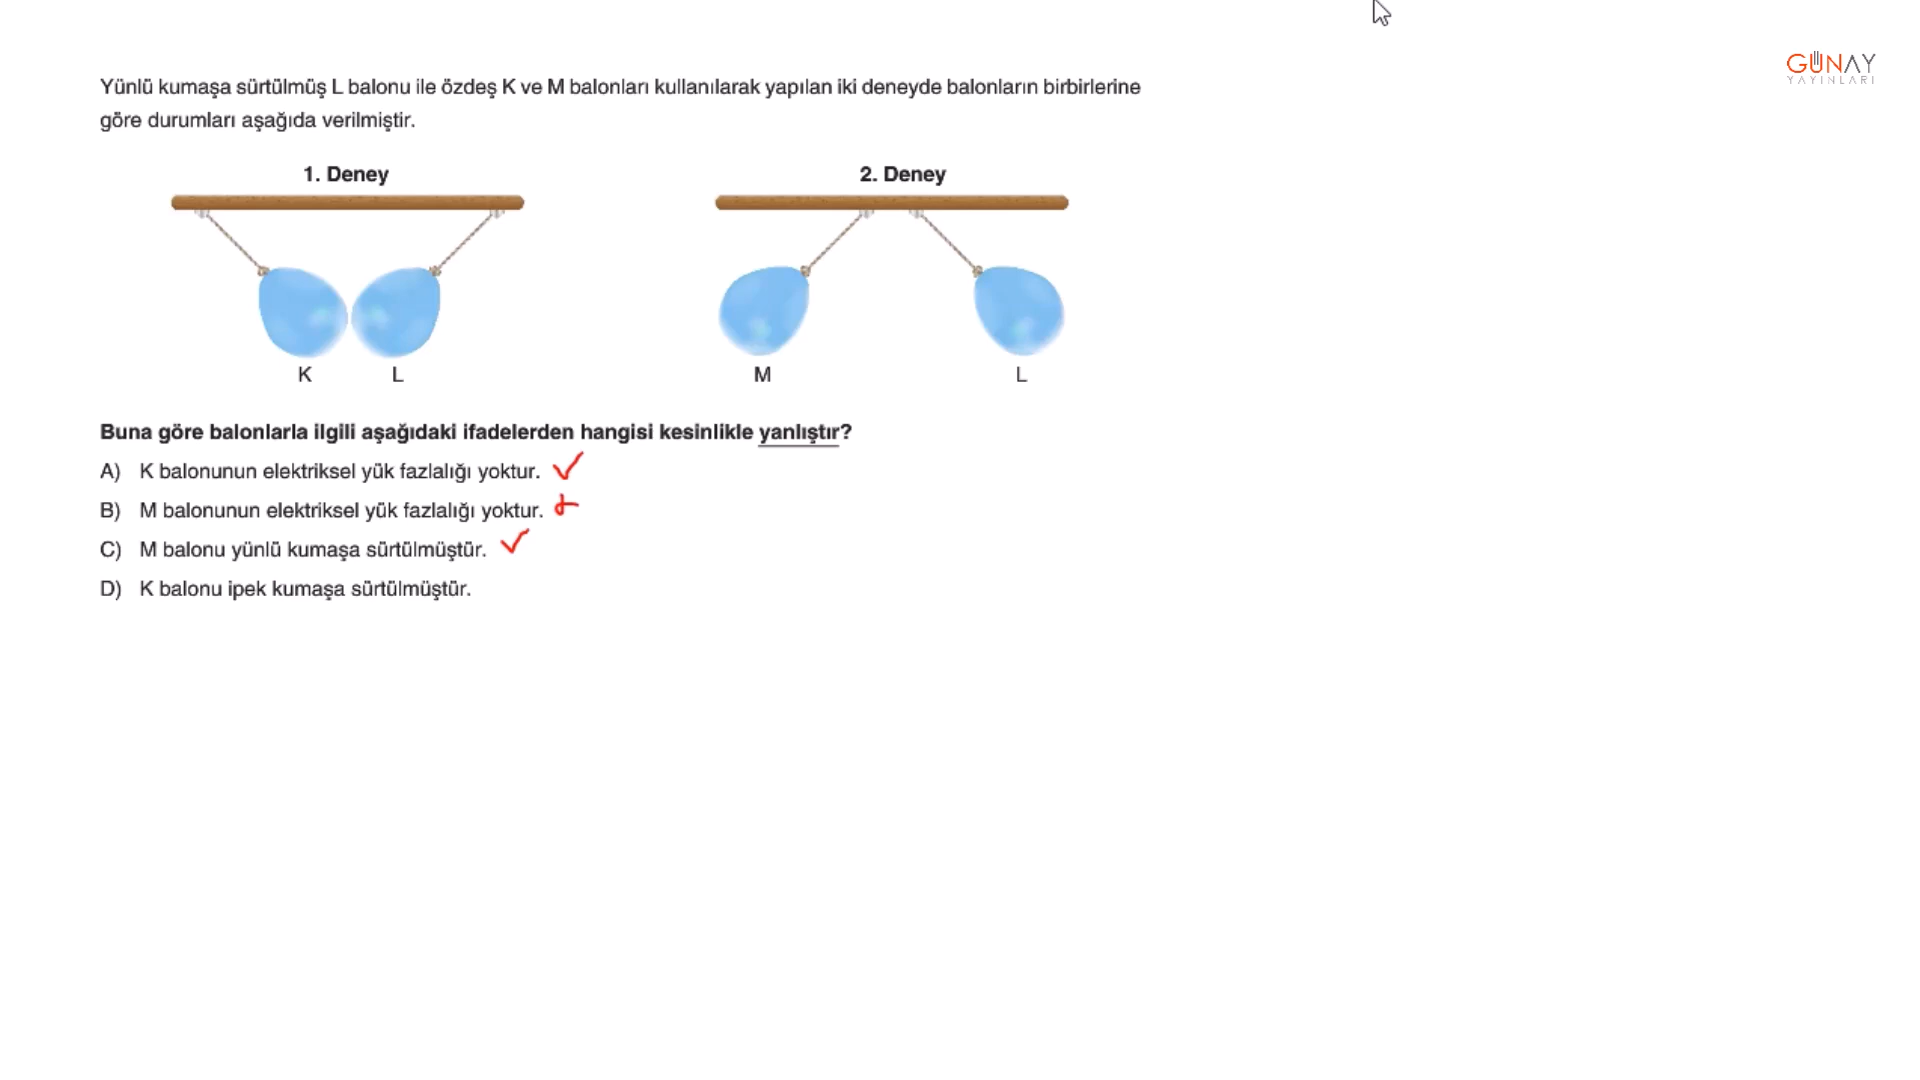 GÜNAY
YAYINLARI
Yünlü kumaşa sürtülmüş L balonu ile özdeş K ve M balonları kullanılarak yapılan iki deneyde balonların birbirlerine
göre durumları aşağıda verilmiştir.
1. Deney
2. Deney
K L
M L
Buna göre balonlarla ilgili aşağıdaki ifadelerden hangisi kesinlikle yanlıştır?
A) K balonunun elektriksel yük fazlalığı yoktur.
B) M balonunun elektriksel yük fazlalığı yoktur.
C) M balonu yünlü kumaşa sürtülmüştür.
D) K balonu ipek kumaşa sürtülmüştür.